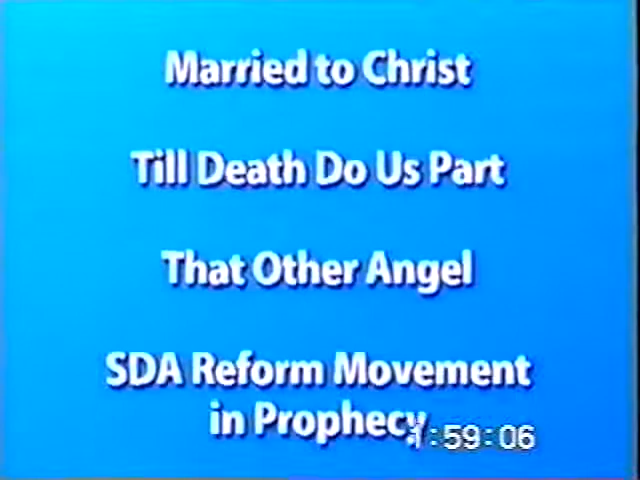 Married to Christ
Till Death Do Us Part
That Other Angel
SDA Reform Movement
in Prophecy
1:59:06